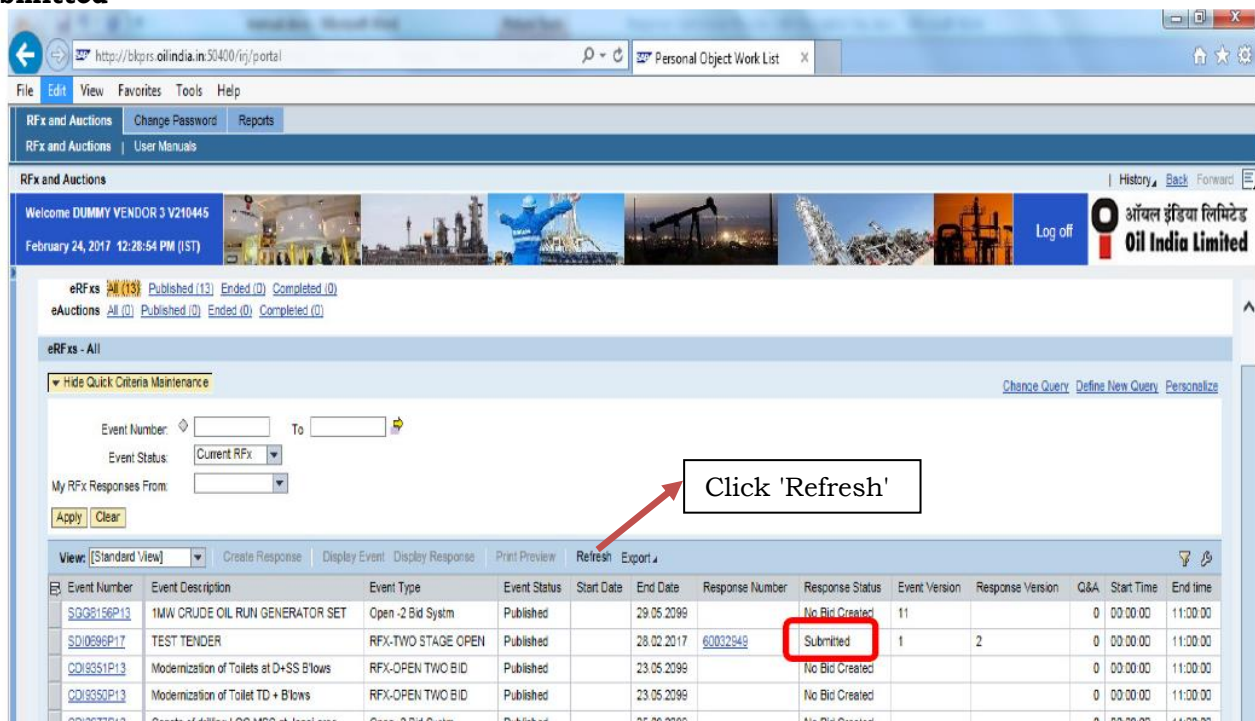 http://bkprs.oilindia.in:50400/irj/portal
Personal Object Work List
File Edit View Favorites Tools Help
RFx and Auctions Change Password Reports
RFx and Auctions | User Manuals
RFx and Auctions | History Back Forward
Welcome DUMMY VENDOR 3 V210445
February 24, 2017 12:28:54 PM (IST)
Log off
ऑयल इंडिया लिमिटेड
Oil India Limited
eRFxs All (13) Published (13) Ended (0) Completed (0)
eAuctions All (0) Published (0) Ended (0) Completed (0)
eRFxs - All
Hide Quick Criteria Maintenance Change Query Define New Query Personalize
Event Number: To
Event Status: Current RFx
My RFx Responses From:
Click 'Refresh'
Apply Clear
View: [Standard View] Create Response Display Event Display Response Print Preview Refresh Export
Event Number Event Description Event Type Event Status Start Date End Date Response Number Response Status Event Version Response Version Q&A Start Time End time
SGG8156P13 1MW CRUDE OIL RUN GENERATOR SET Open -2 Bid Systm Published 29.05.2099 No Bid Created 11 0 00:00:00 11:00:00
SDI0696P17 TEST TENDER RFX-TWO STAGE OPEN Published 28.02.2017 60032949 Submitted 1 2 0 00:00:00 11:00:00
CDI9351P13 Modernization of Toilets at D+SS B'lows RFX-OPEN TWO BID Published 23.05.2099 No Bid Created 0 00:00:00 11:00:00
CDI9350P13 Modernization of Toilet TD + B'lows RFX-OPEN TWO BID Published 23.05.2099 No Bid Created 0 00:00:00 11:00:00